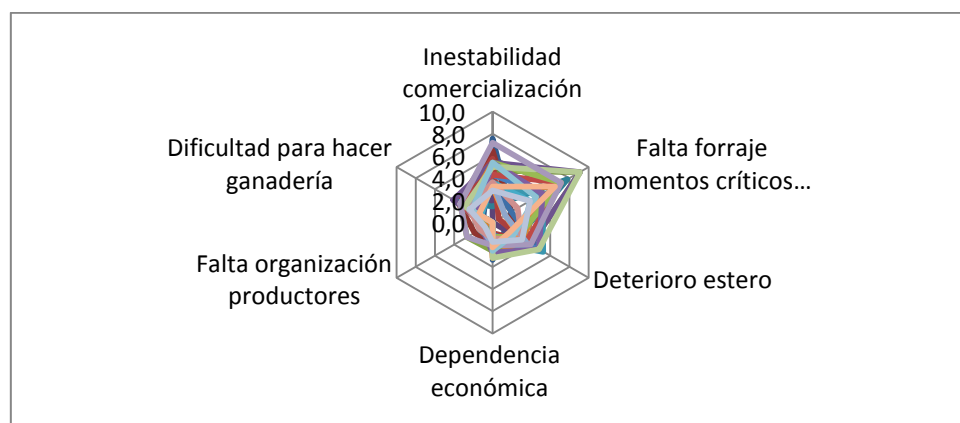 Inestabilidad
comercialización
10,0
8,0
6,0
4,0
2,0
0,0
Falta forraje
momentos críticos…
Deterioro estero
Dependencia
económica
Falta organización
productores
Dificultad para hacer
ganadería